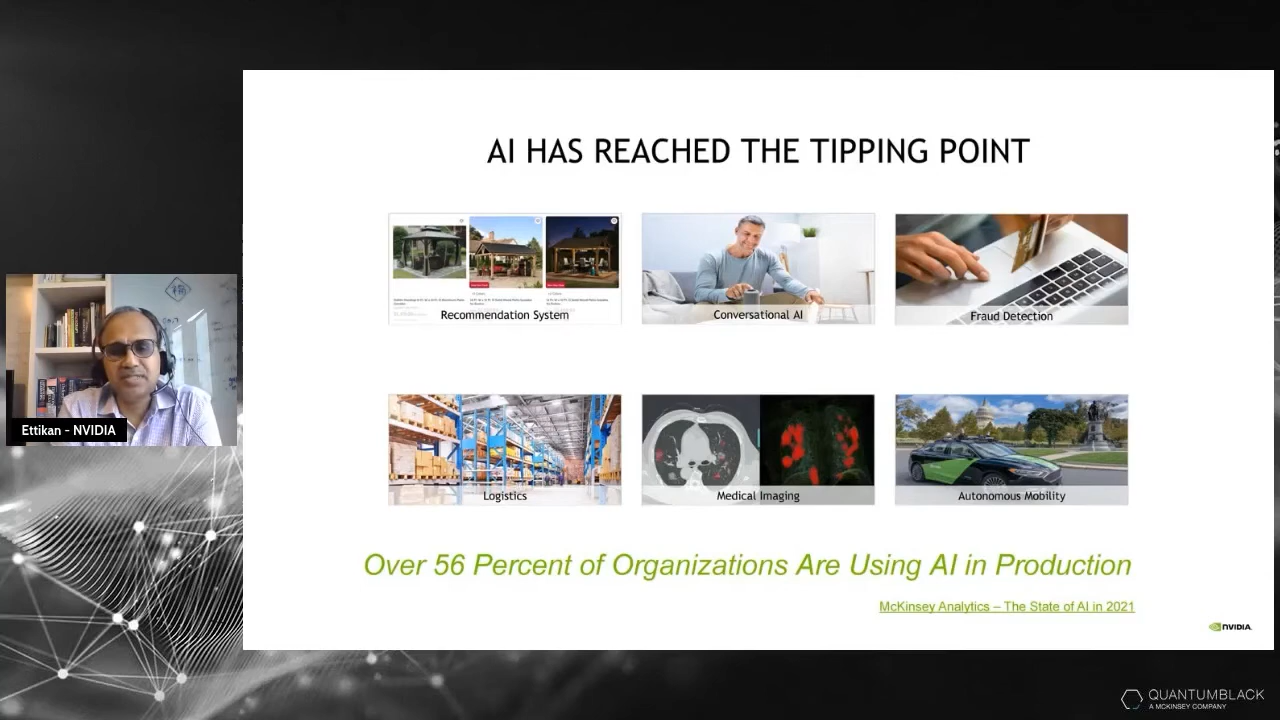 AI HAS REACHED THE TIPPING POINT
Recommendation System
Conversational AI
Fraud Detection
Logistics
Medical Imaging
Autonomous Mobility
Over 56 Percent of Organizations Are Using AI in Production
McKinsey Analytics – The State of AI in 2021
NVIDIA
Ettikan - NVIDIA
QUANTUMBLACK
A MCKINSEY COMPANY